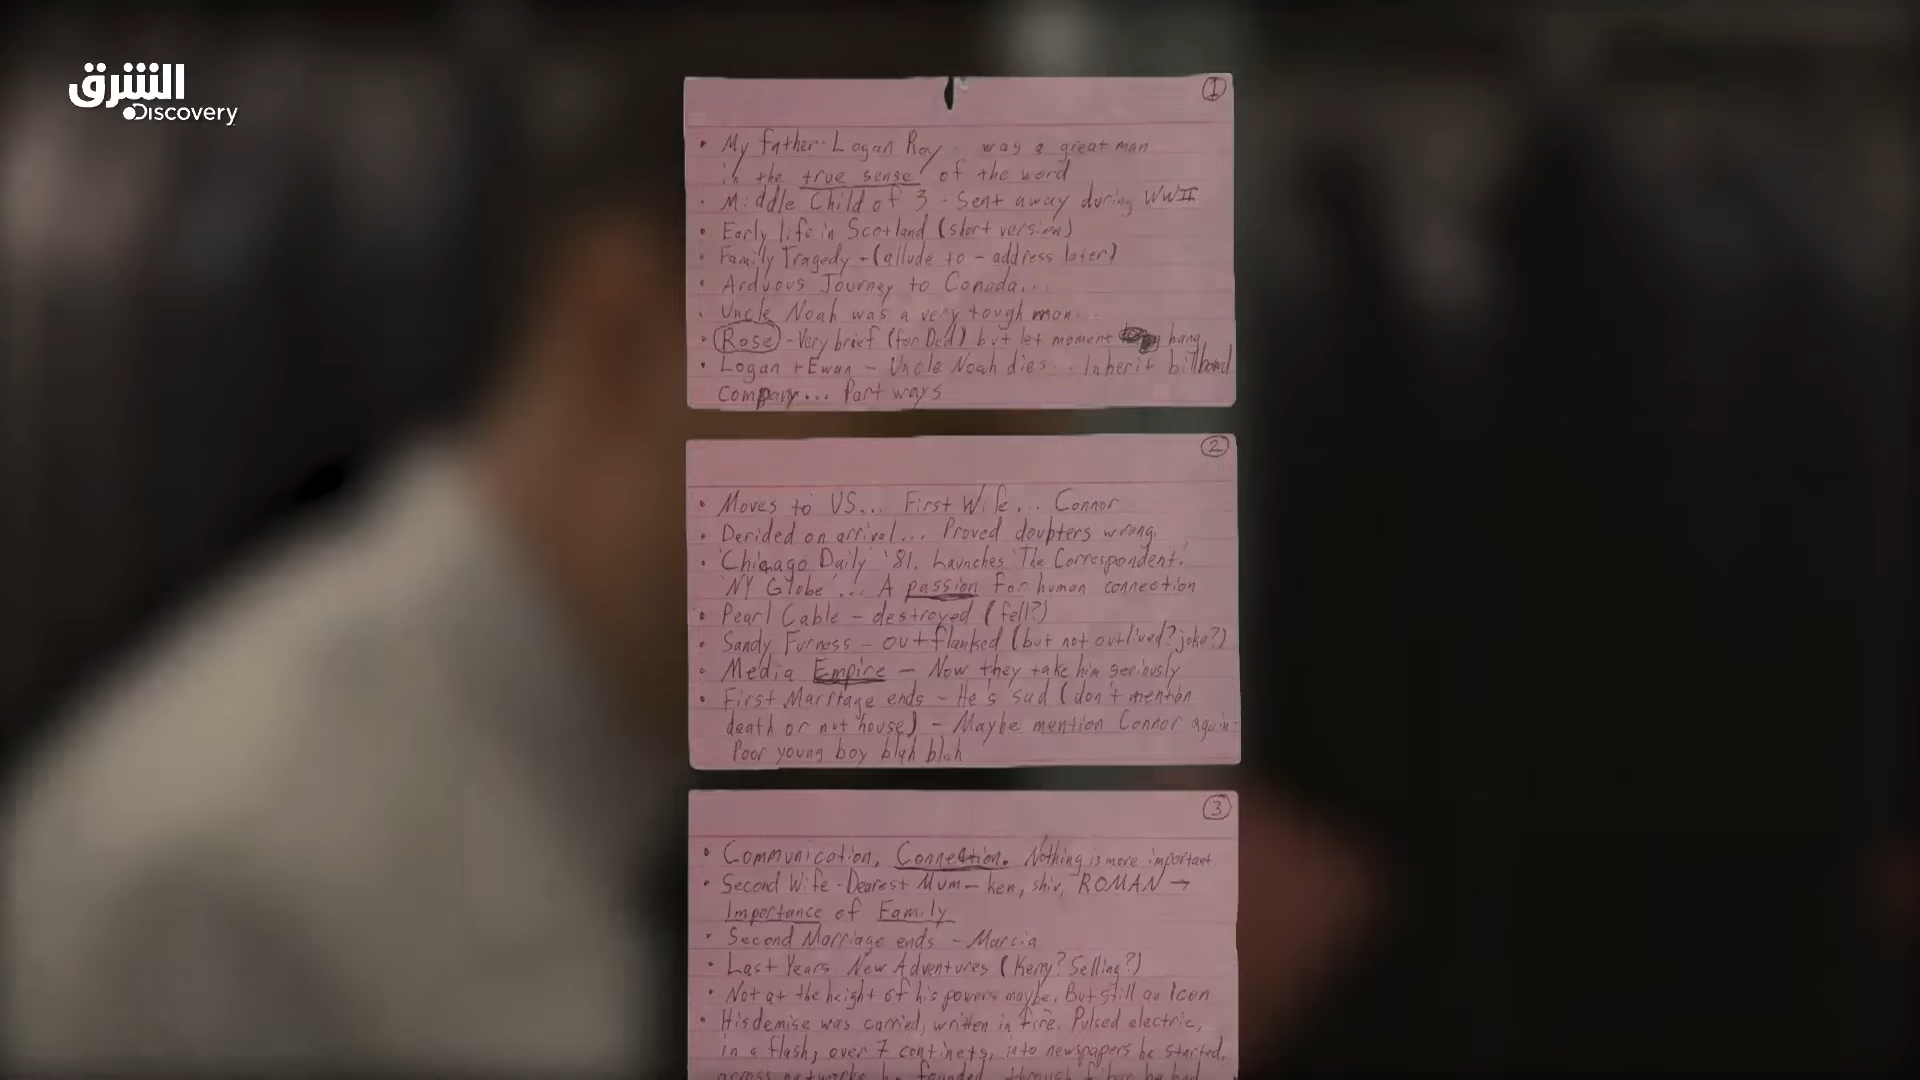 الشرق
Discovery
1
• My father - Logan Roy - was a great man
in the true sense of the word
• Middle Child of 3 - Sent away during WWII
• Early life in Scotland (short version)
• Family Tragedy - (allude to - address later)
• Arduous Journey to Canada...
• Uncle Noah was a very tough man...
• Rose - Very brief (for Dad) but let moment hang
• Logan + Ewan - Uncle Noah dies... Inherit billboard
company... Part ways
2
• Moves to US... First Wife... Connor
• Derided on arrival... Proved doubters wrong.
• 'Chicago Daily' '81. Launches 'The Correspondent.'
'NY Globe'... A passion for human connection
• Pearl Cable - destroyed (fell?)
• Sandy Furness - outflanked (but not outlived? joke?)
• Media Empire - Now they take him seriously
• First Marriage ends - He's sad (don't mention
death or nut house) - Maybe mention Connor again -
Poor young boy blah blah
3
• Communication. Connection. Nothing is more important.
• Second Wife - Dearest Mum - ken, shiv, ROMAN →
Importance of Family
• Second Marriage ends - Marcia
• Last Years. New Adventures (Kerry? Selling?)
• Not at the height of his powers maybe. But still an Icon
• His demise was carried, written in fire. Pulsed electric,
in a flash, over 7 continets, into newspapers he started,
across networks he founded, through he had